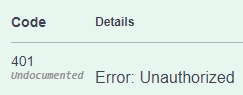 Code Details
401
Undocumented
Error: Unauthorized